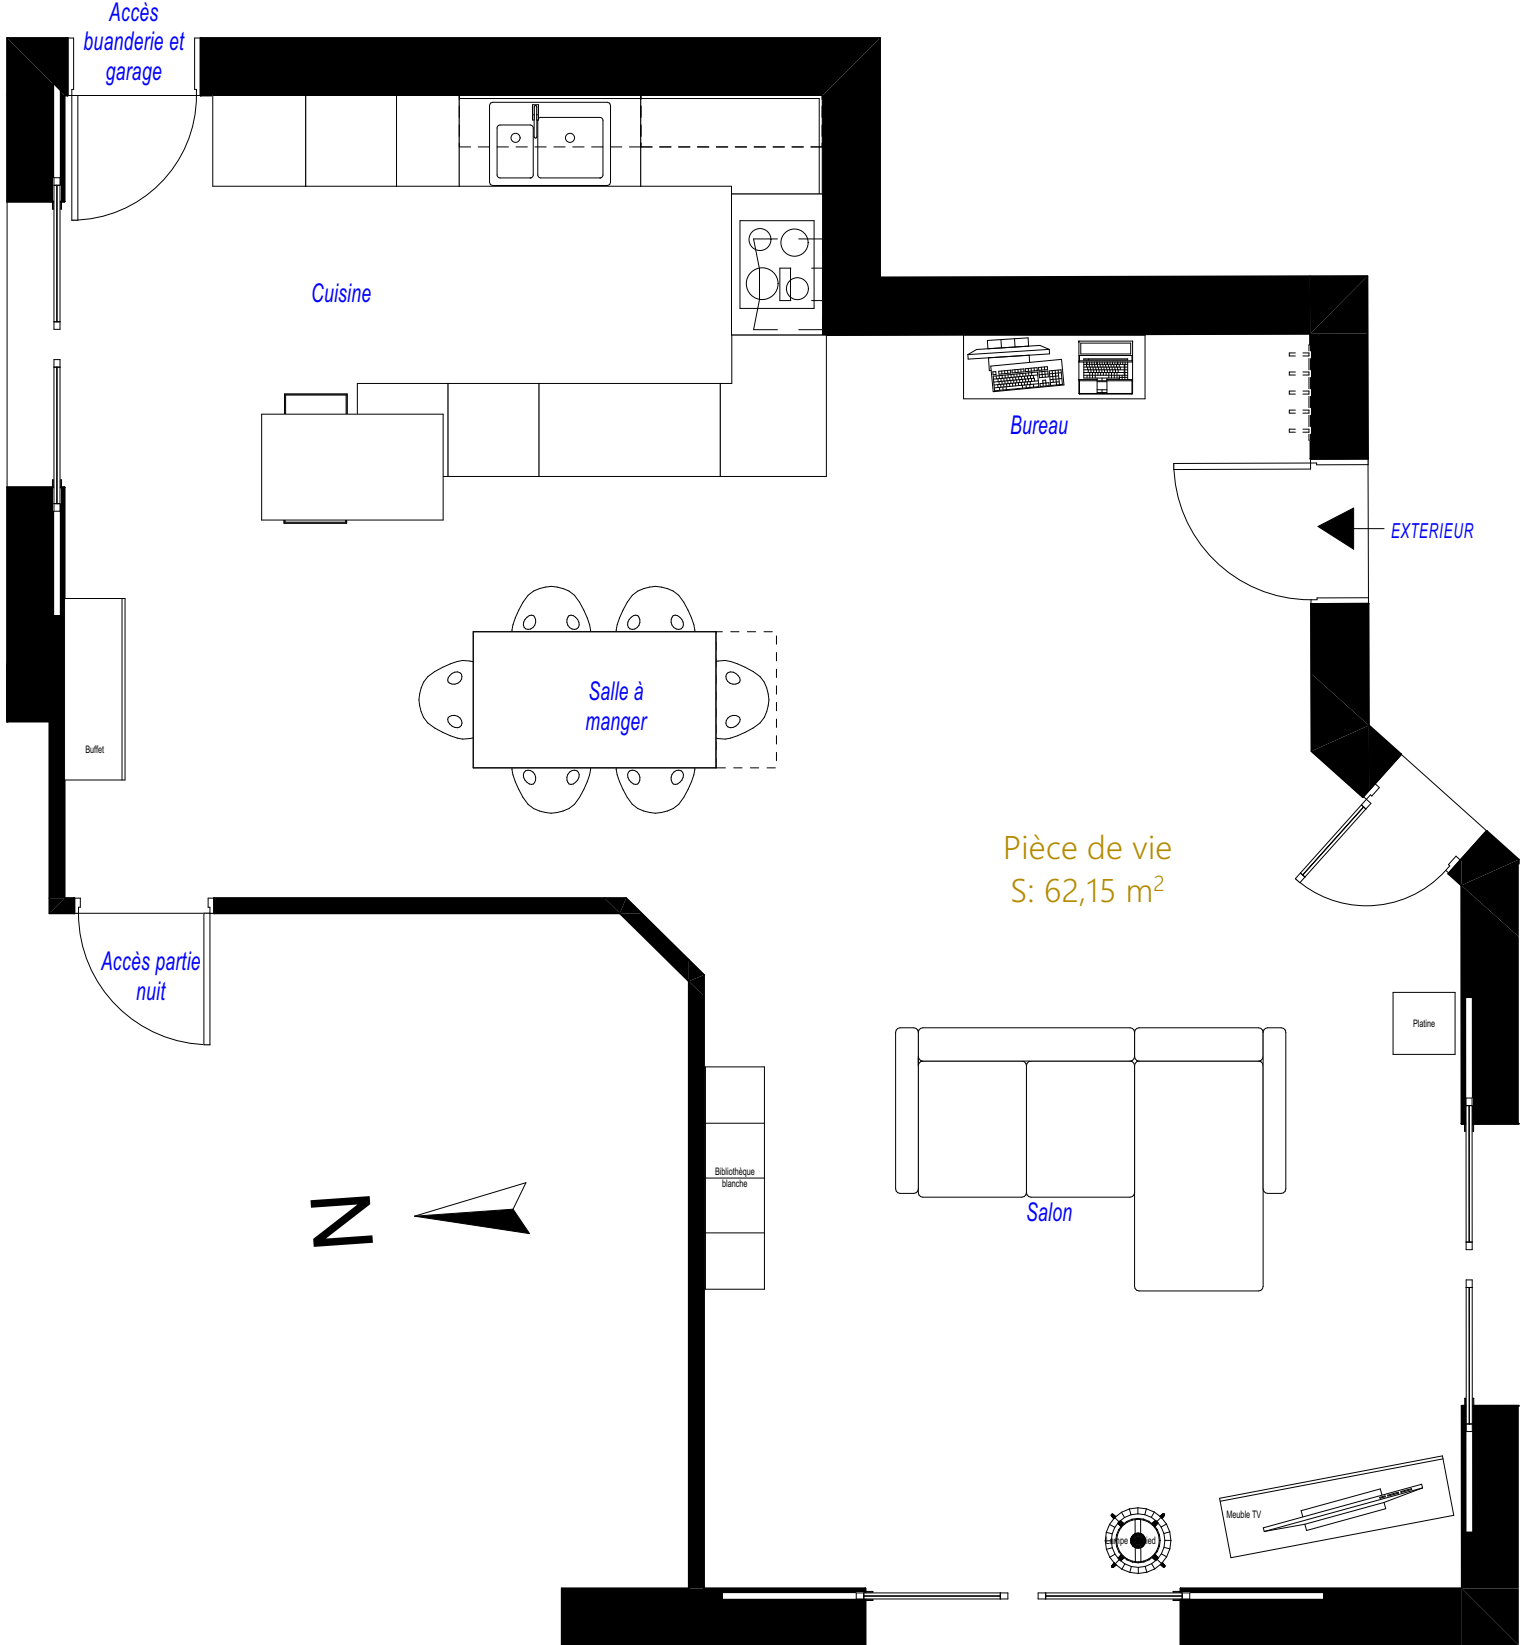 Accès
buanderie et
garage
Cuisine
Bureau
EXTERIEUR
Salle à
manger
Buffet
Pièce de vie
S: 62,15 m²
Accès partie
nuit
Platine
Bibliothèque
blanche
N
Salon
Meuble TV